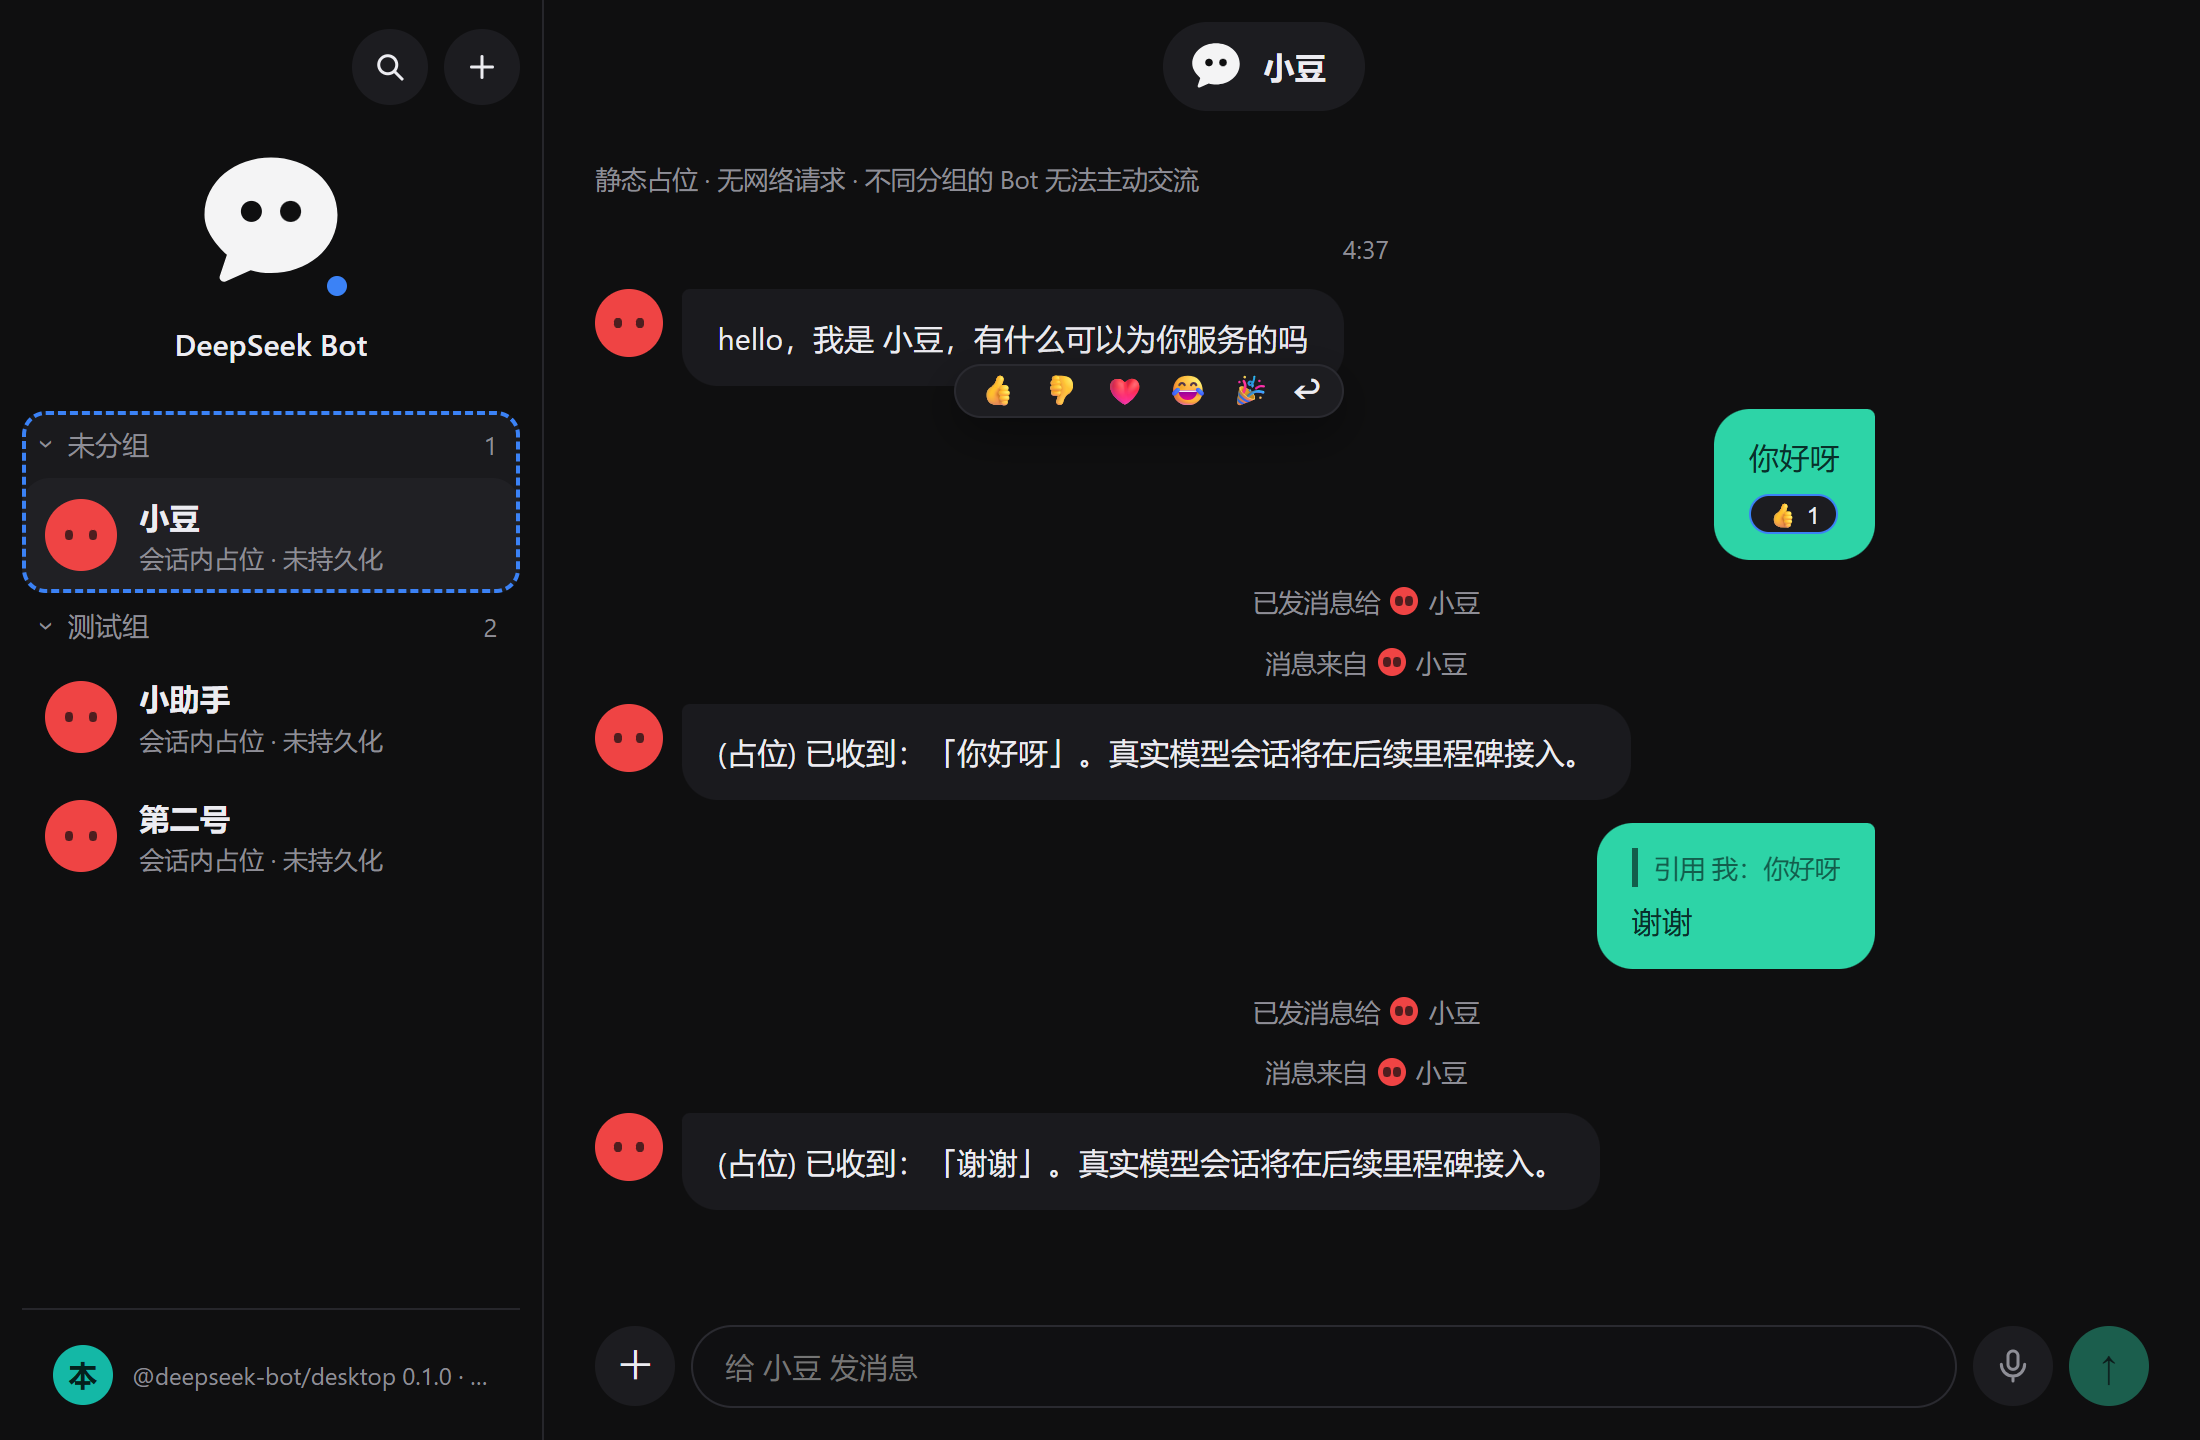 DeepSeek Bot
未分组 1
小豆
会话内占位 · 未持久化
测试组 2
小助手
会话内占位 · 未持久化
第二号
会话内占位 · 未持久化
本 @deepseek-bot/desktop 0.1.0 · ...
小豆
静态占位 · 无网络请求 · 不同分组的 Bot 无法主动交流
4:37
hello，我是 小豆，有什么可以为你服务的吗
👍 👎 ❤️ 😂 🎉 ↩
你好呀
👍 1
已发消息给 小豆
消息来自 小豆
(占位) 已收到：「你好呀」。真实模型会话将在后续里程碑接入。
引用 我：你好呀
谢谢
已发消息给 小豆
消息来自 小豆
(占位) 已收到：「谢谢」。真实模型会话将在后续里程碑接入。
给 小豆 发消息